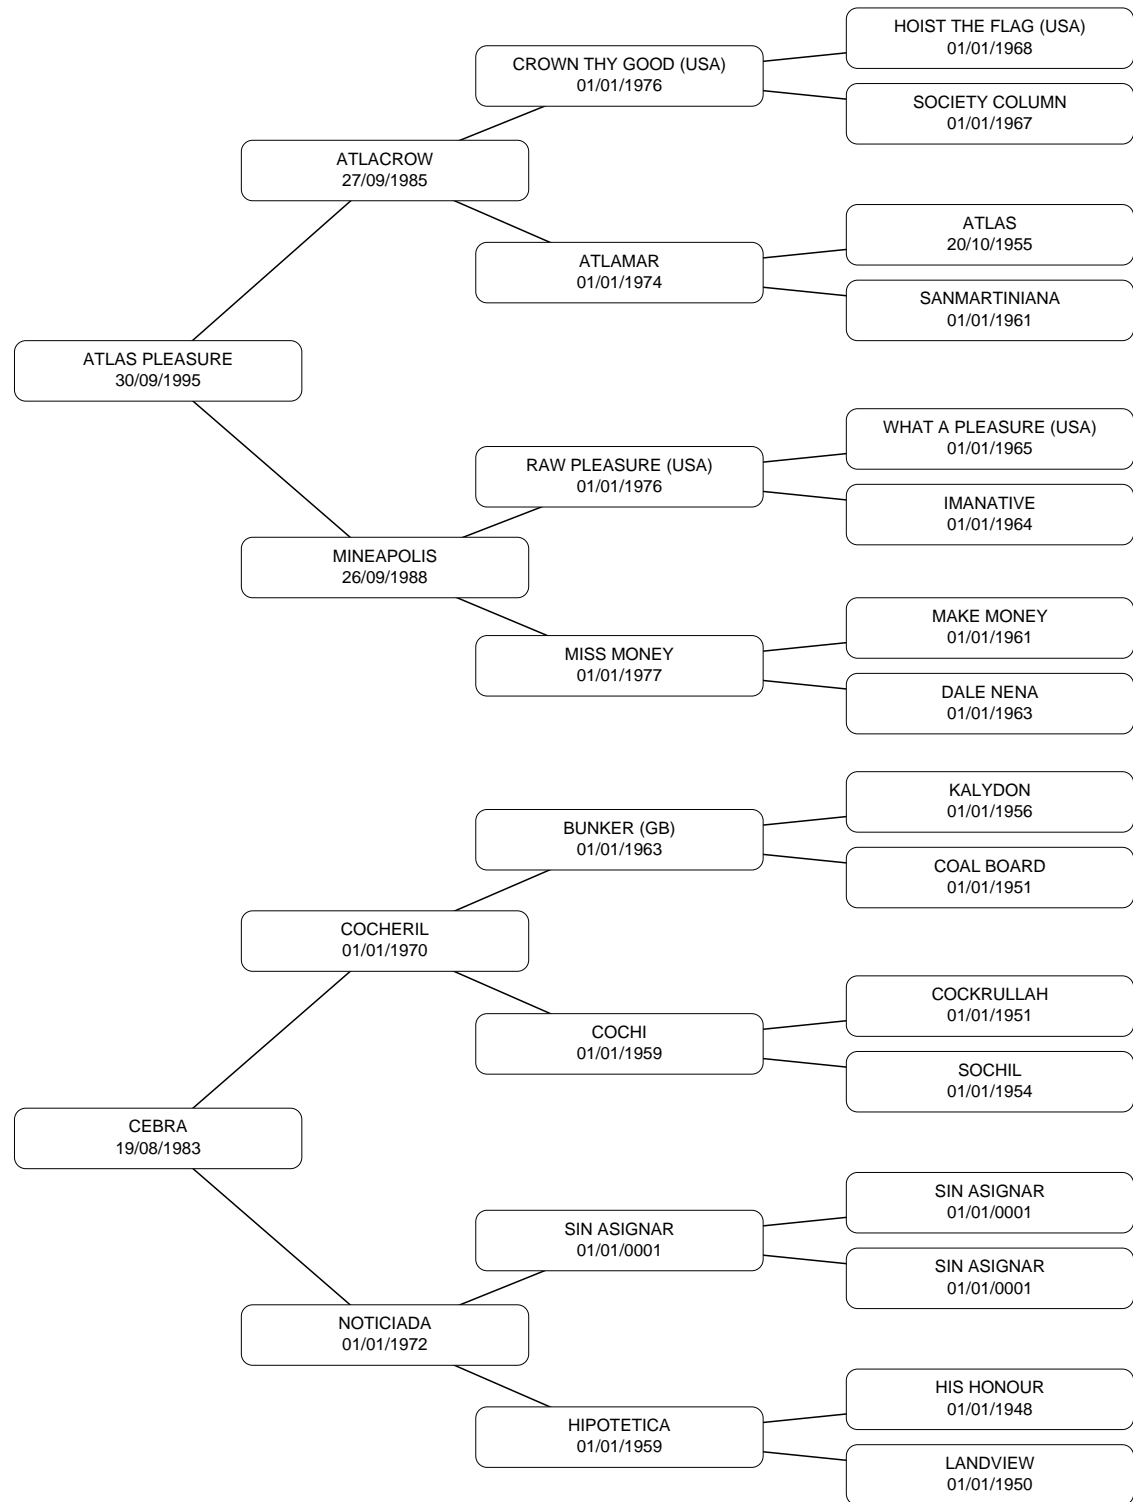 HOIST THE FLAG (USA)
01/01/1968
CROWN THY GOOD (USA)
01/01/1976
SOCIETY COLUMN
01/01/1967
ATLACROW
27/09/1985
ATLAS
20/10/1955
ATLAMAR
01/01/1974
SANMARTINIANA
01/01/1961
ATLAS PLEASURE
30/09/1995
WHAT A PLEASURE (USA)
01/01/1965
RAW PLEASURE (USA)
01/01/1976
IMANATIVE
01/01/1964
MINEAPOLIS
26/09/1988
MAKE MONEY
01/01/1961
MISS MONEY
01/01/1977
DALE NENA
01/01/1963
KALYDON
01/01/1956
BUNKER (GB)
01/01/1963
COAL BOARD
01/01/1951
COCHERIL
01/01/1970
COCKRULLAH
01/01/1951
COCHI
01/01/1959
SOCHIL
01/01/1954
CEBRA
19/08/1983
SIN ASIGNAR
01/01/0001
SIN ASIGNAR
01/01/0001
SIN ASIGNAR
01/01/0001
NOTICIADA
01/01/1972
HIS HONOUR
01/01/1948
HIPOTETICA
01/01/1959
LANDVIEW
01/01/1950